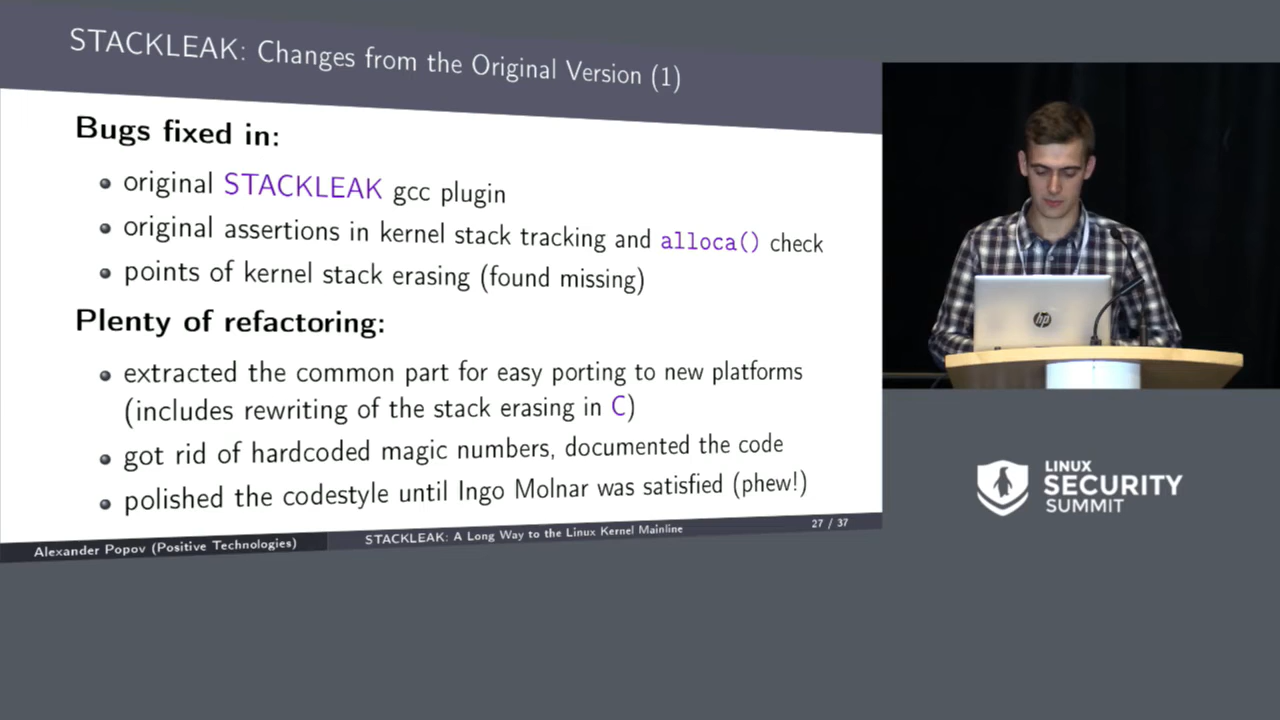 STACKLEAK: Changes from the Original Version (1)
Bugs fixed in:
original STACKLEAK gcc plugin
original assertions in kernel stack tracking and alloca() check
points of kernel stack erasing (found missing)
Plenty of refactoring:
extracted the common part for easy porting to new platforms
(includes rewriting of the stack erasing in C)
got rid of hardcoded magic numbers, documented the code
polished the codestyle until Ingo Molnar was satisfied (phew!)
27 / 37
Alexander Popov (Positive Technologies)
STACKLEAK: A Long Way to the Linux Kernel Mainline
hp
LINUX
SECURITY
SUMMIT